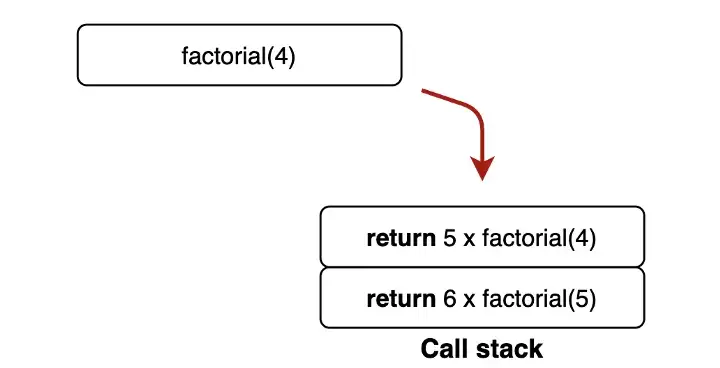 factorial(4)
return 5 x factorial(4)
return 6 x factorial(5)
Call stack